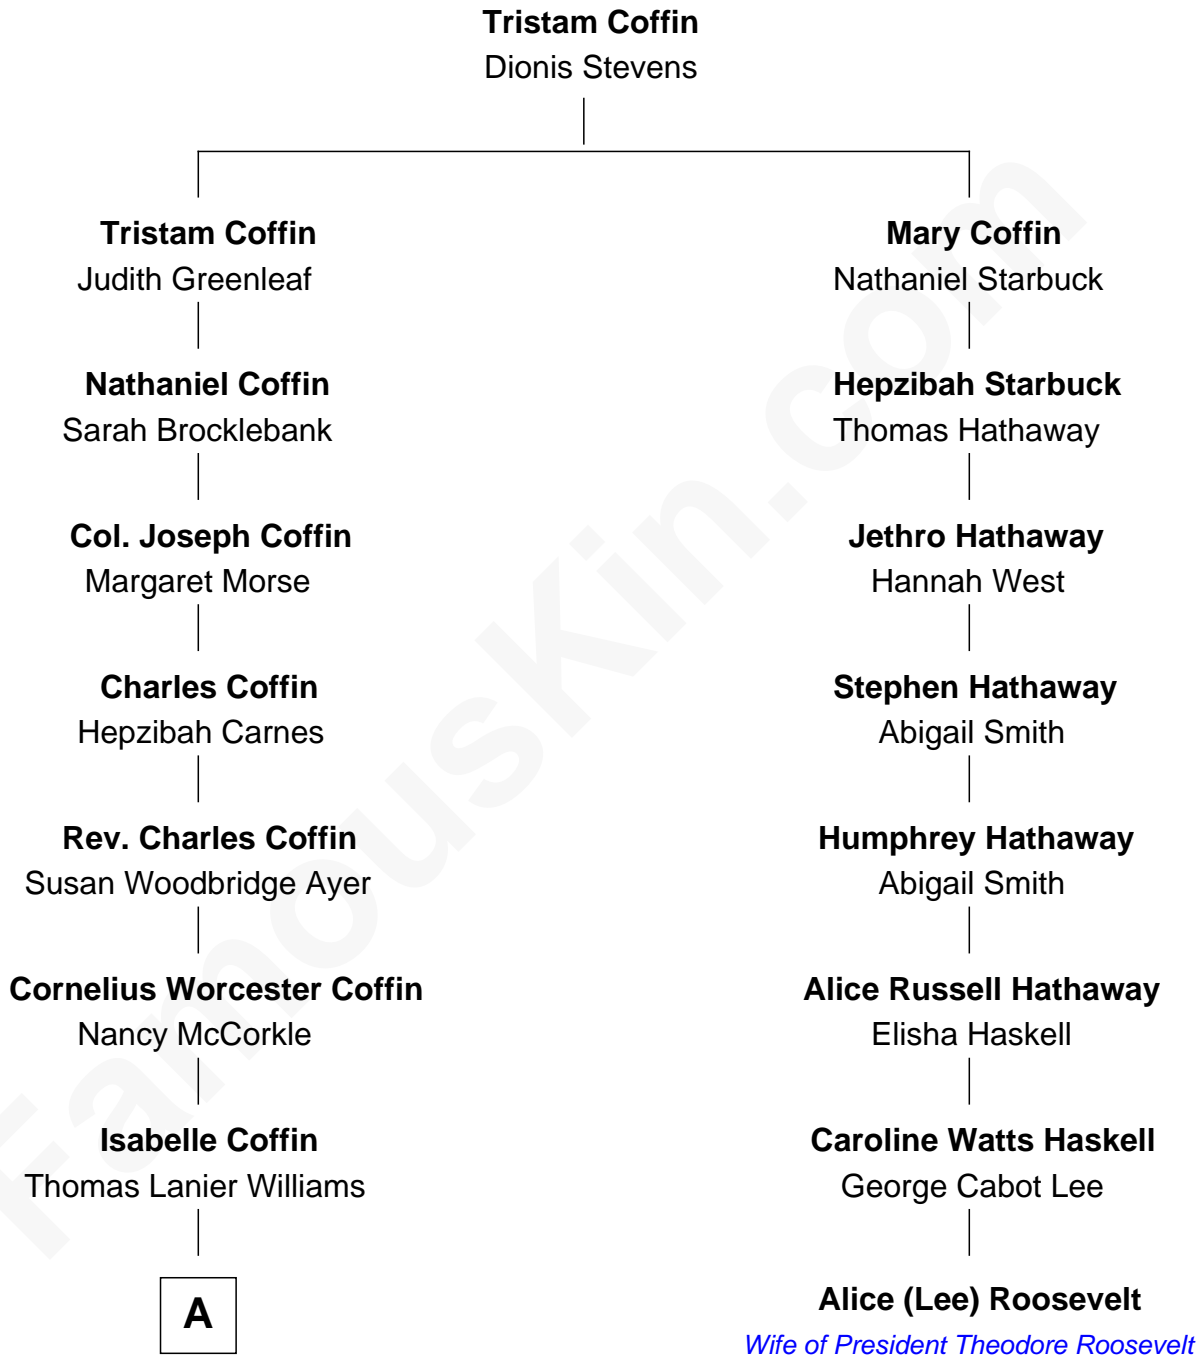 Tristam Coffin
Dionis Stevens
Tristam Coffin
Judith Greenleaf
Mary Coffin
Nathaniel Starbuck
Nathaniel Coffin
Sarah Brocklebank
Hepzibah Starbuck
Thomas Hathaway
Col. Joseph Coffin
Margaret Morse
Jethro Hathaway
Hannah West
Charles Coffin
Hepzibah Carnes
Stephen Hathaway
Abigail Smith
Rev. Charles Coffin
Susan Woodbridge Ayer
Humphrey Hathaway
Abigail Smith
Cornelius Worcester Coffin
Nancy McCorkle
Alice Russell Hathaway
Elisha Haskell
Isabelle Coffin
Thomas Lanier Williams
Caroline Watts Haskell
George Cabot Lee
A
Alice (Lee) Roosevelt
Wife of President Theodore Roosevelt
FamousKin.com